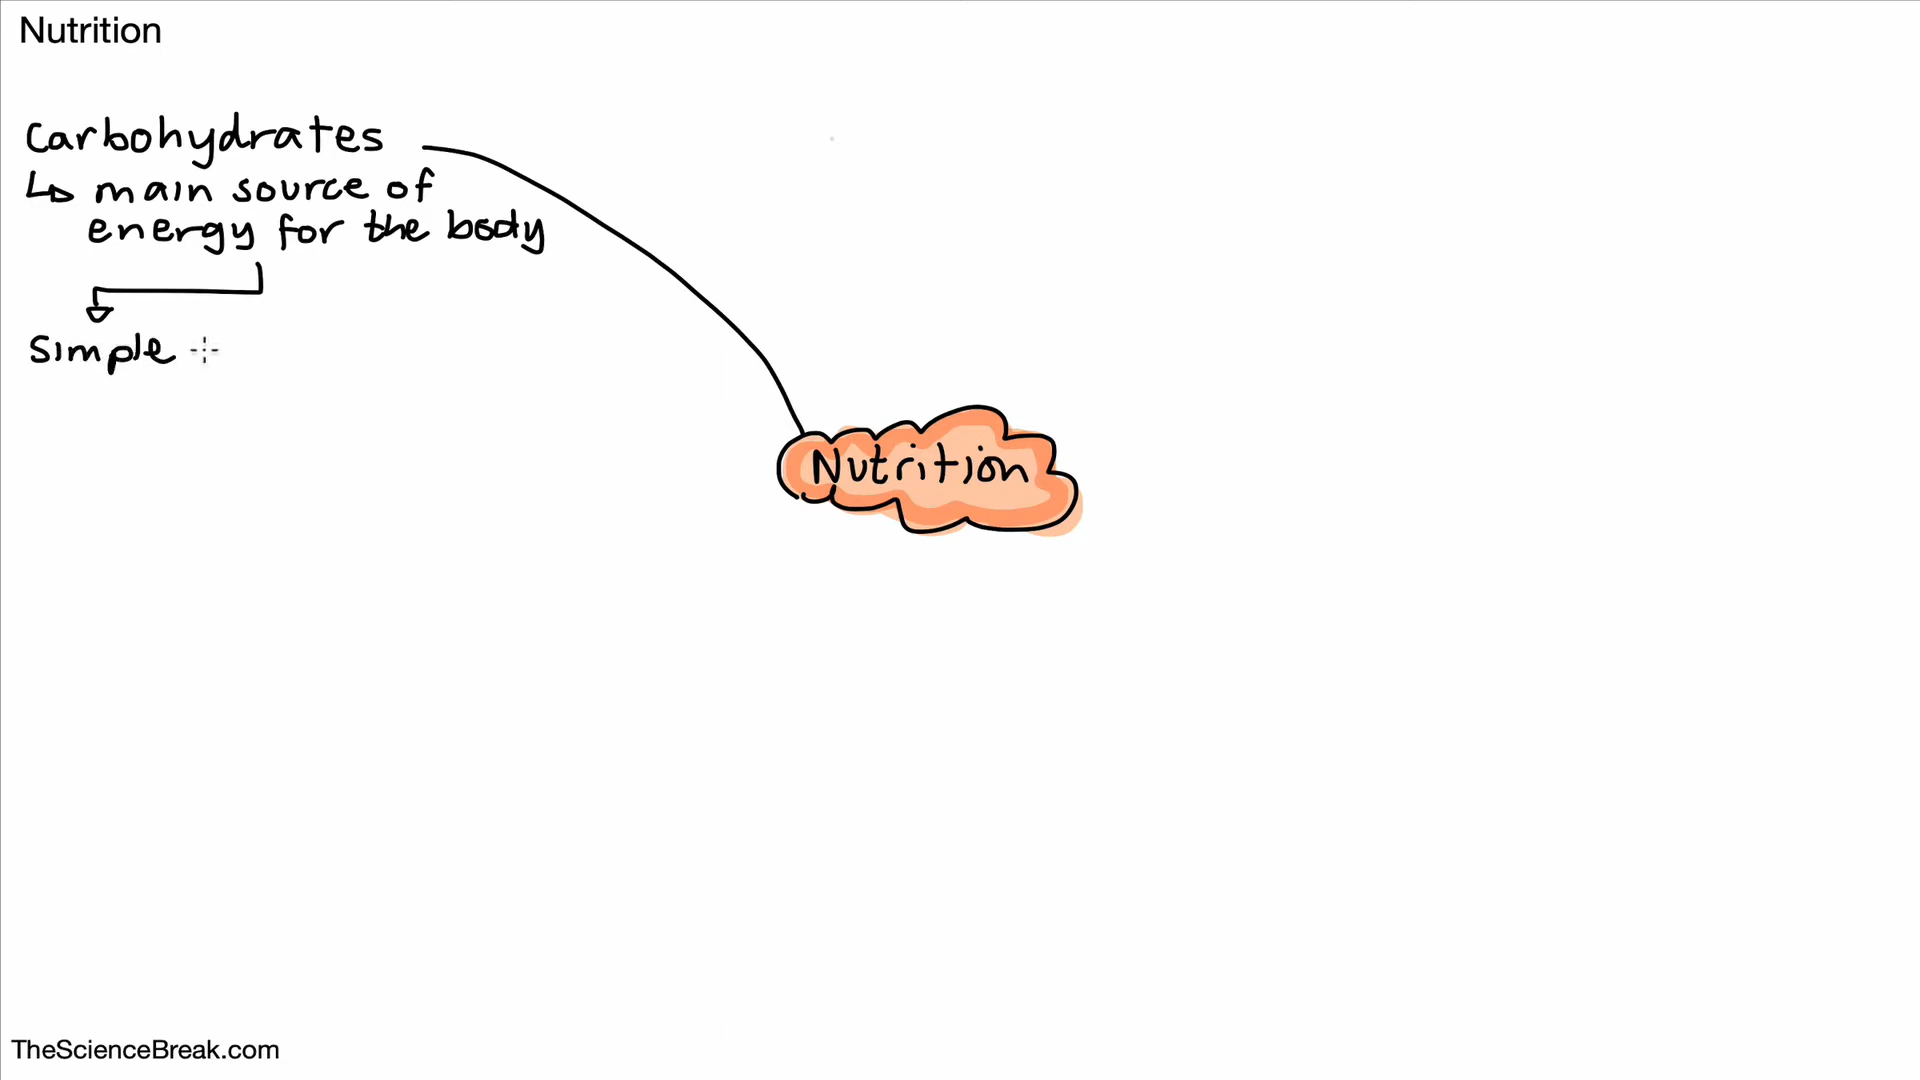 Nutrition
Carbohydrates
main source of
energy for the body
Simple
Nutrition
TheScienceBreak.com